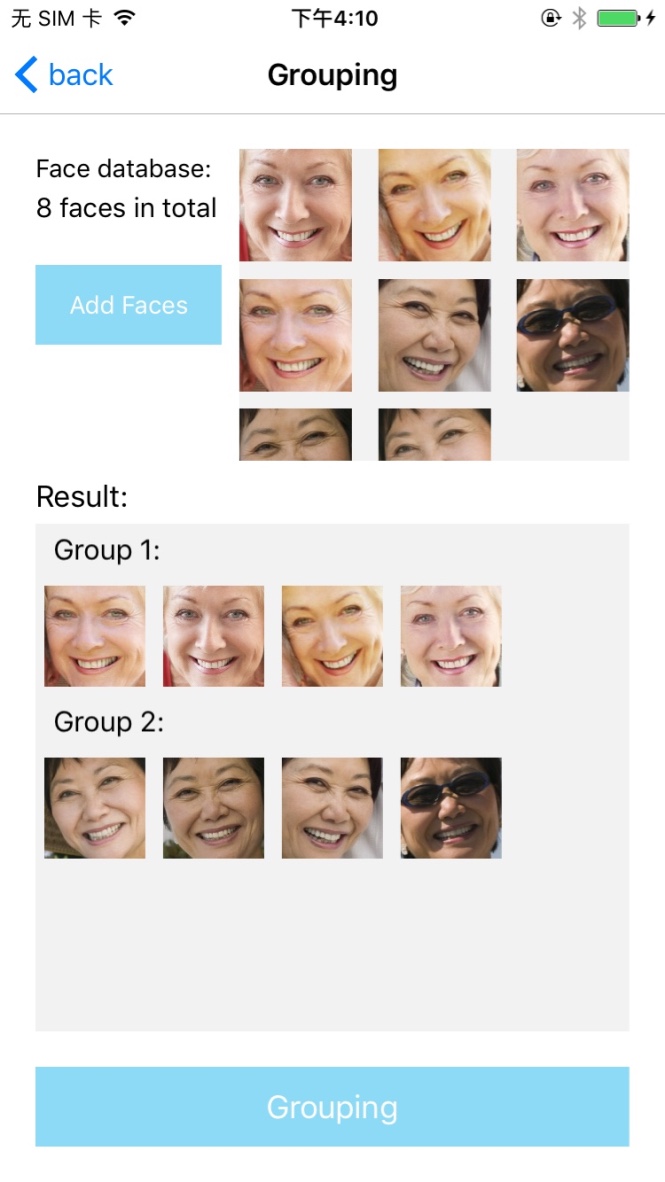 无 SIM 卡 下午4:10
back Grouping
Face database:
8 faces in total
Add Faces
Result:
Group 1:
Group 2:
Grouping